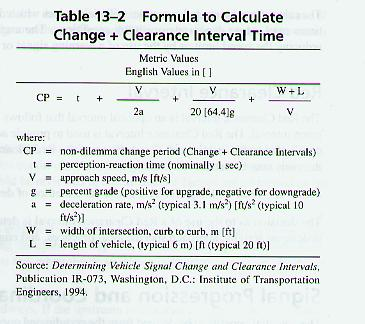 Table 13–2 Formula to Calculate
Change + Clearance Interval Time
Metric Values
English Values in [ ]
CP = t + V / 2a + V / 20 [64.4]g + W + L / V
where:
CP = non-dilemma change period (Change + Clearance Intervals)
t = perception-reaction time (nominally 1 sec)
V = approach speed, m/s [ft/s]
g = percent grade (positive for upgrade, negative for downgrade)
a = deceleration rate, m/s² (typical 3.1 m/s²) [ft/s² (typical 10
ft/s²)]
W = width of intersection, curb to curb, m [ft]
L = length of vehicle, (typical 6 m) [ft (typical 20 ft)]
Source: Determining Vehicle Signal Change and Clearance Intervals,
Publication IR-073, Washington, D.C.: Institute of Transportation
Engineers, 1994.